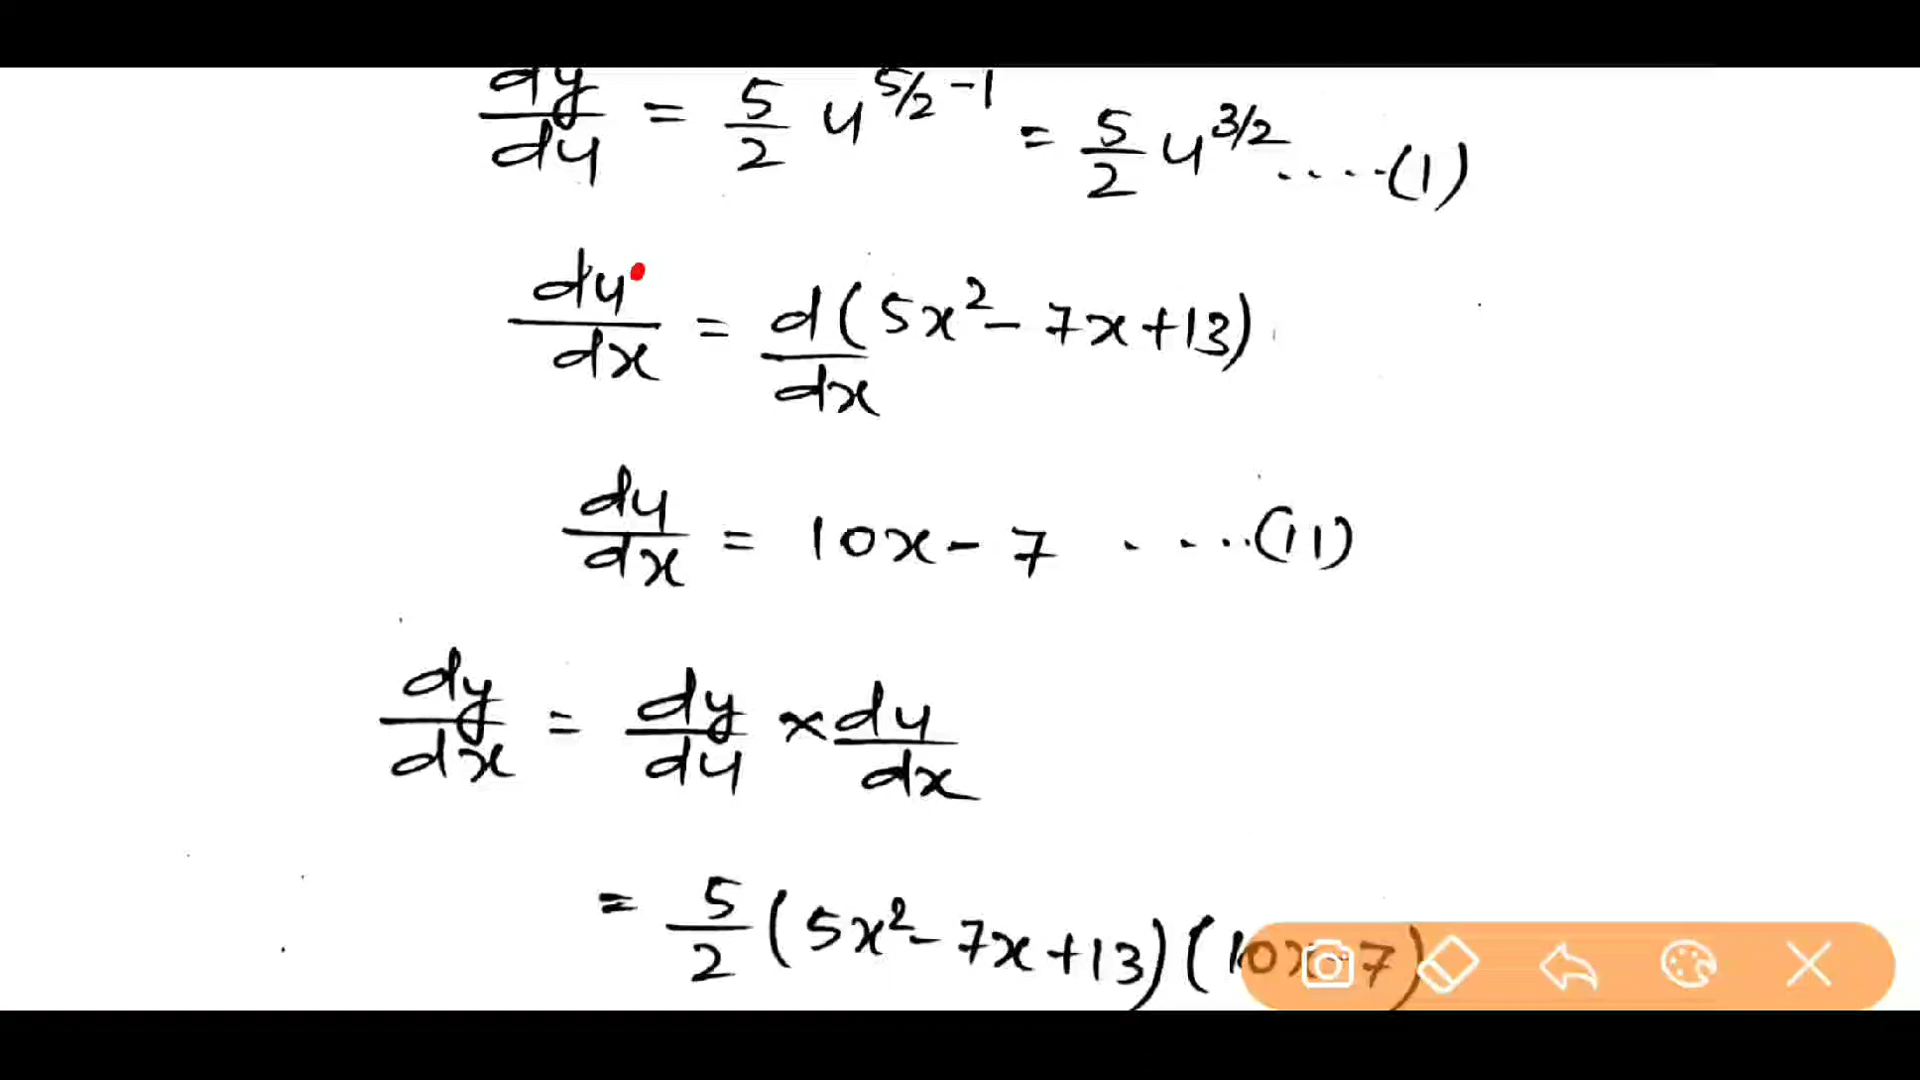 dy/du = 5/2 u^(5/2 - 1) = 5/2 u^(3/2) ....(1)
du/dx = d/dx (5x² - 7x + 13)
du/dx = 10x - 7 ....(11)
dy/dx = dy/du × du/dx
= 5/2 (5x² - 7x + 13) (10x - 7)